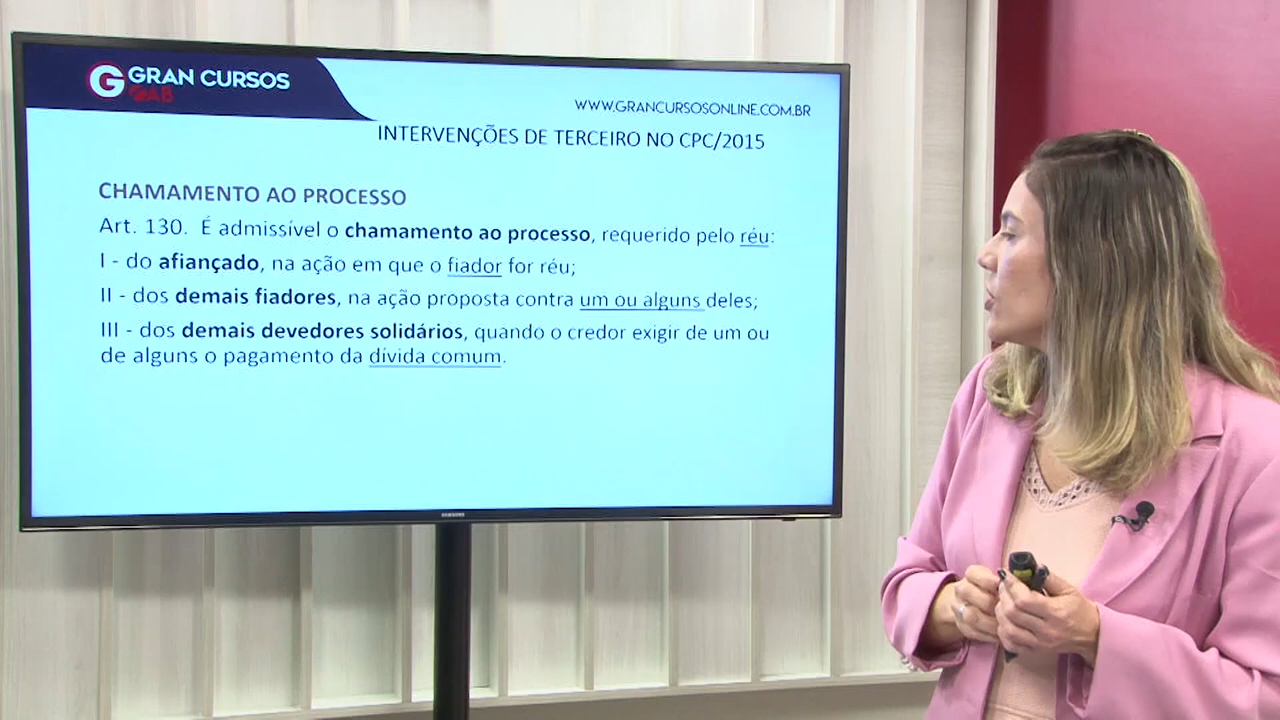 GRAN CURSOS
OAB
WWW.GRANCURSOSONLINE.COM.BR
INTERVENÇÕES DE TERCEIRO NO CPC/2015
CHAMAMENTO AO PROCESSO
Art. 130. É admissível o chamamento ao processo, requerido pelo réu:
I - do afiançado, na ação em que o fiador for réu;
II - dos demais fiadores, na ação proposta contra um ou alguns deles;
III - dos demais devedores solidários, quando o credor exigir de um ou
de alguns o pagamento da dívida comum.
SAMSUNG